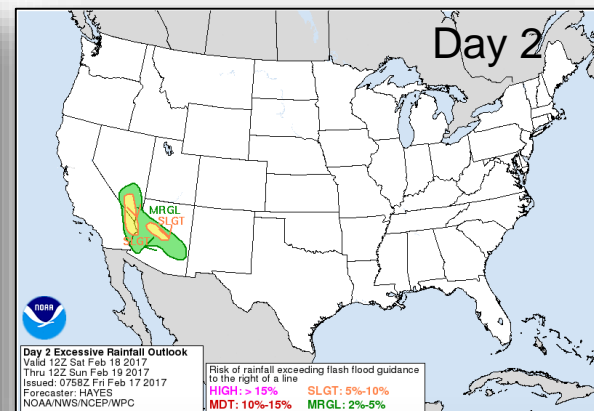 Day 2
MRGL
SLGT
SLGT
NOAA
Day 2 Excessive Rainfall Outlook
Valid 12Z Sat Feb 18 2017
Thru 12Z Sun Feb 19 2017
Issued: 0758Z Fri Feb 17 2017
Forecaster: HAYES
NOAA/NWS/NCEP/WPC
Risk of rainfall exceeding flash flood guidance
to the right of a line
HIGH: > 15% SLGT: 5%-10%
MDT: 10%-15% MRGL: 2%-5%